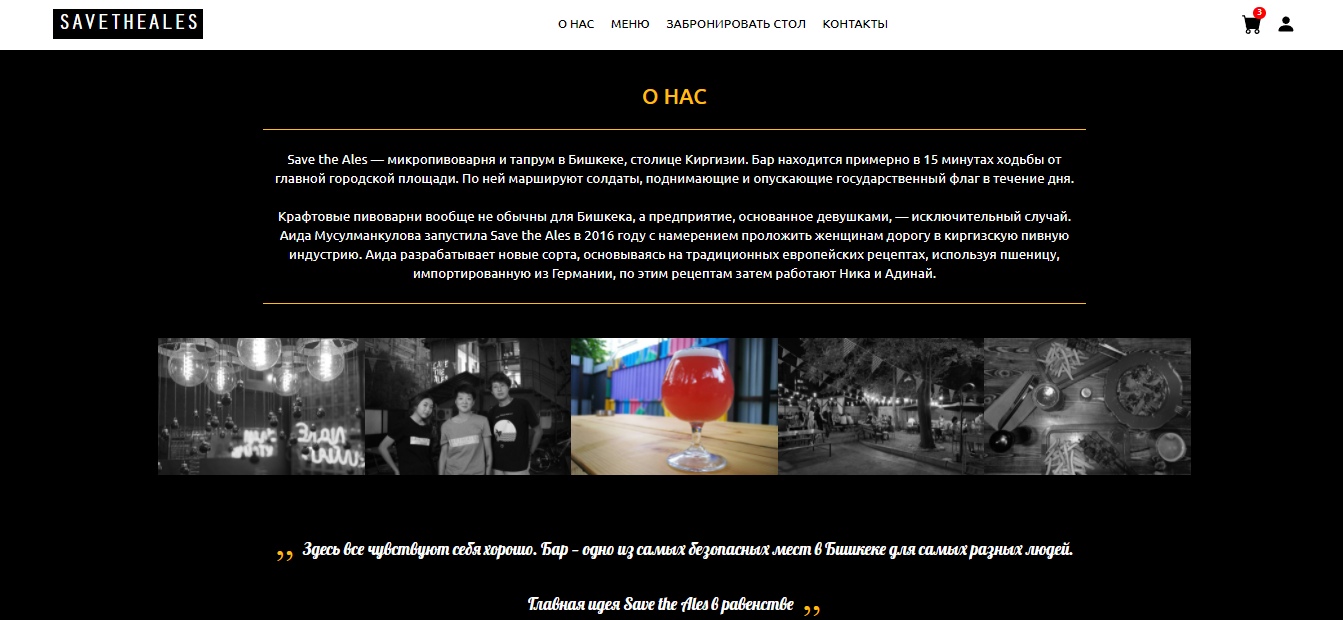 SAVETHEALES
О НАС МЕНЮ ЗАБРОНИРОВАТЬ СТОЛ КОНТАКТЫ
3
О НАС
Save the Ales — микропивоварня и тапрум в Бишкеке, столице Киргизии. Бар находится примерно в 15 минутах ходьбы от
главной городской площади. По ней маршируют солдаты, поднимающие и опускающие государственный флаг в течение дня.
Крафтовые пивоварни вообще не обычны для Бишкека, а предприятие, основанное девушками, — исключительный случай.
Аида Мусулманкулова запустила Save the Ales в 2016 году с намерением проложить женщинам дорогу в киргизскую пивную
индустрию. Аида разрабатывает новые сорта, основываясь на традиционных европейских рецептах, используя пшеницу,
импортированную из Германии, по этим рецептам затем работают Ника и Адинай.
SAVE
THE
ALES
,, Здесь все чувствуют себя хорошо. Бар – одно из самых безопасных мест в Бишкеке для самых разных людей.
Главная идея Save the Ales в равенстве ,,